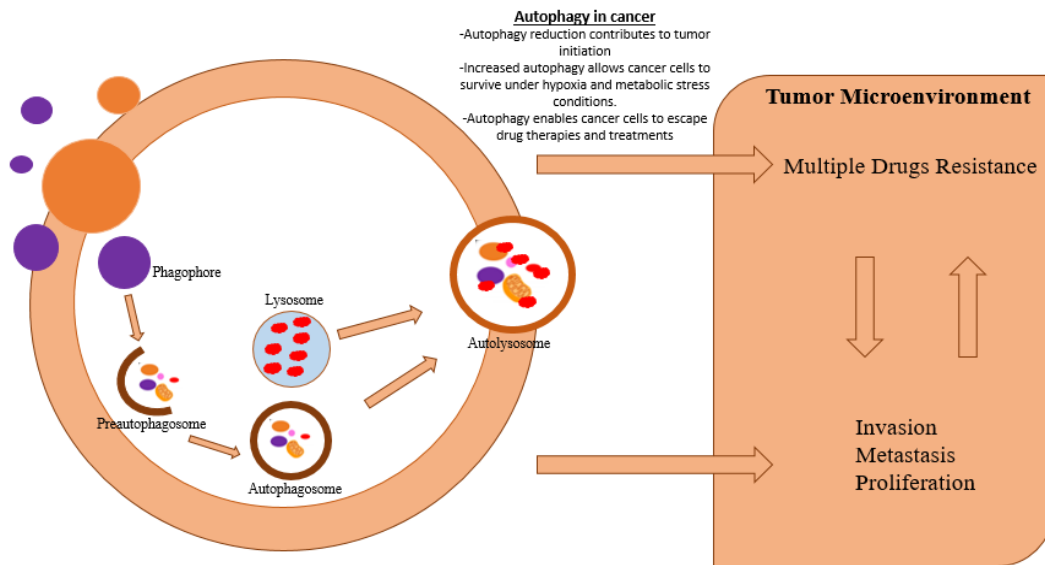 Autophagy in cancer
-Autophagy reduction contributes to tumor
initiation
-Increased autophagy allows cancer cells to
survive under hypoxia and metabolic stress
conditions.
-Autophagy enables cancer cells to escape
drug therapies and treatments
Tumor Microenvironment
Multiple Drugs Resistance
Phagophore
Lysosome
Autolysosome
Preautophagosome
Autophagosome
Invasion
Metastasis
Proliferation